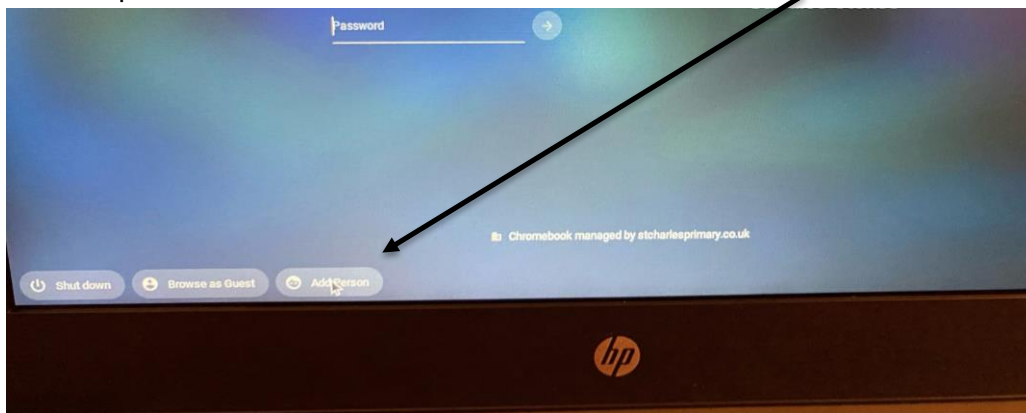 Password
Chromebook managed by stcharlesprimary.co.uk
Shut down
Browse as Guest
Add Person
hp